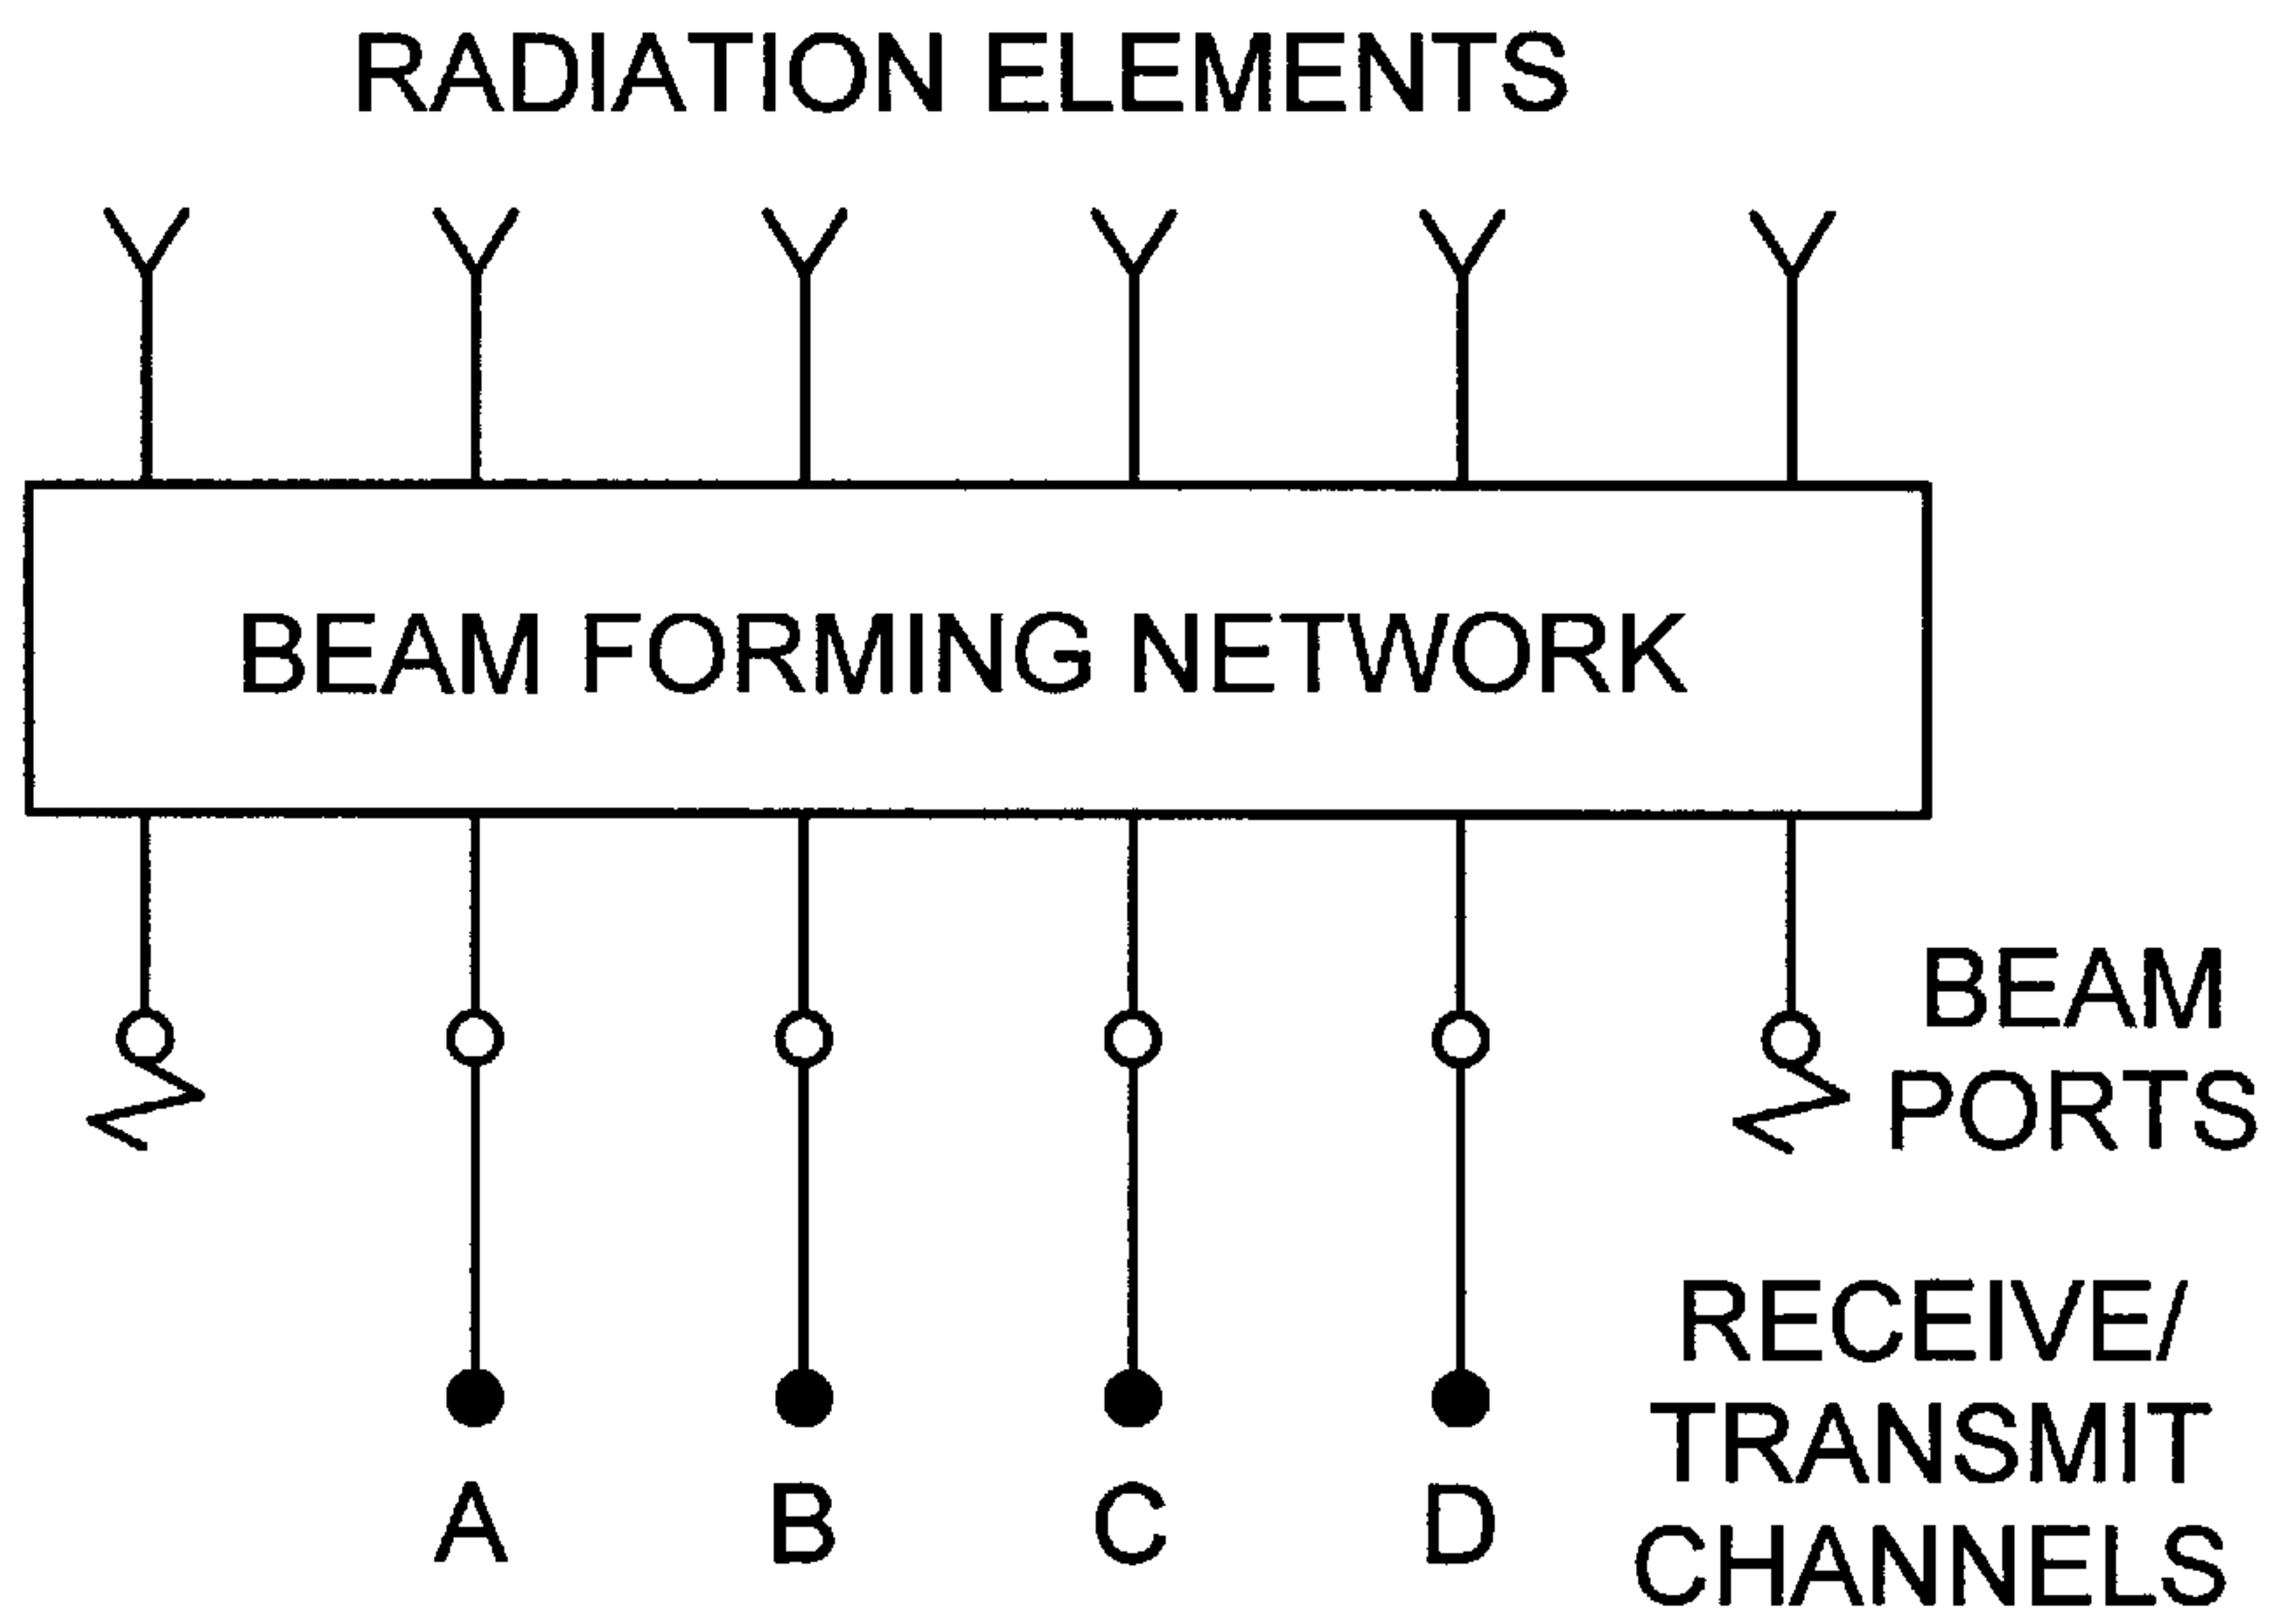 RADIATION ELEMENTS
BEAM FORMING NETWORK
BEAM
PORTS
RECEIVE/
TRANSMIT
CHANNELS
A B C D